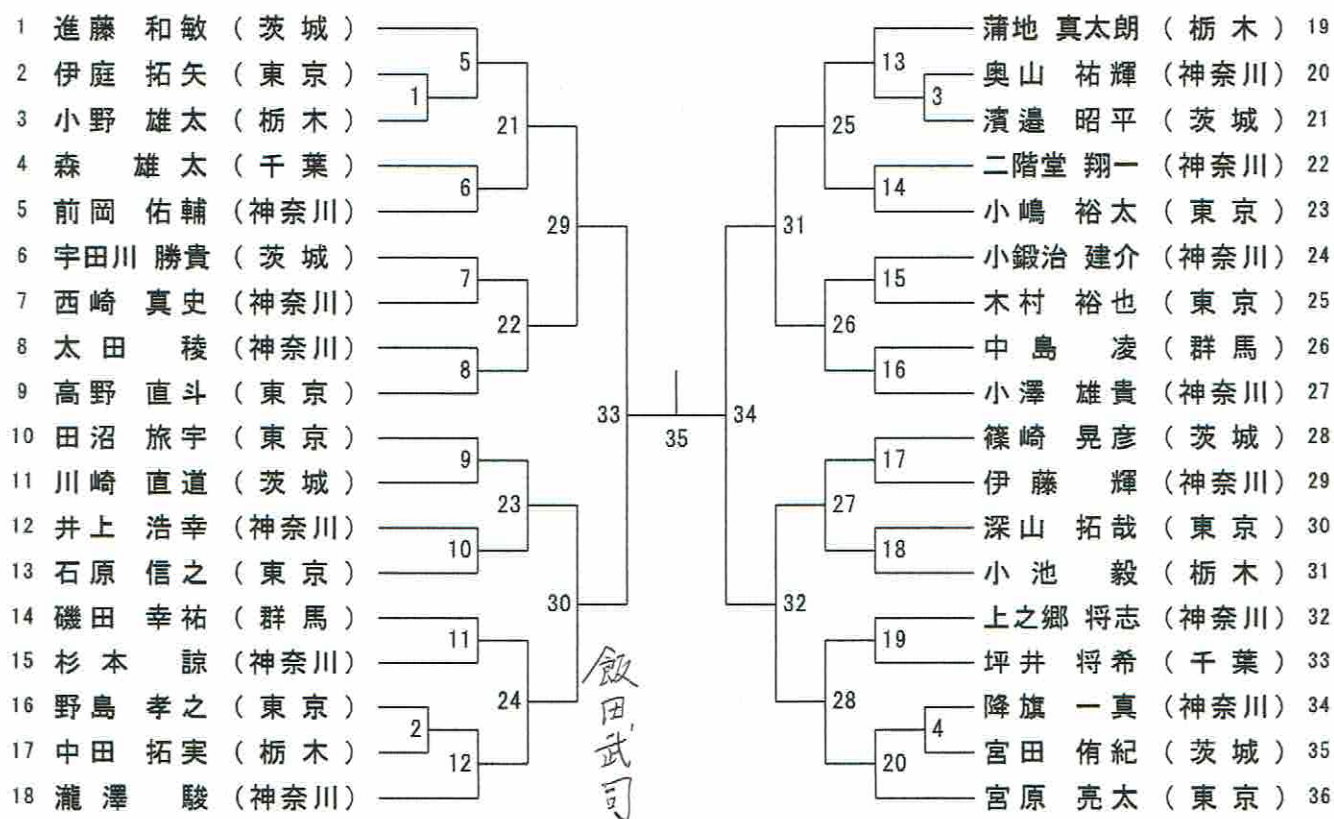 1 進藤 和敏 (茨城)
2 伊庭 拓矢 (東京)
3 小野 雄太 (栃木)
4 森 雄太 (千葉)
5 前岡 佑輔 (神奈川)
6 宇田川 勝貴 (茨城)
7 西崎 真史 (神奈川)
8 太田 稜 (神奈川)
9 高野 直斗 (東京)
10 田沼 旅宇 (東京)
11 川崎 直道 (茨城)
12 井上 浩幸 (神奈川)
13 石原 信之 (東京)
14 磯田 幸祐 (群馬)
15 杉本 諒 (神奈川)
16 野島 孝之 (東京)
17 中田 拓実 (栃木)
18 瀧澤 駿 (神奈川)
1
2
5
6
7
8
9
10
11
12
21
22
23
24
29
30
33
35
34
31
32
25
26
27
28
13
14
15
16
17
18
19
20
3
4
飯田武司
蒲地 真太朗 (栃木) 19
奥山 祐輝 (神奈川) 20
濱邉 昭平 (茨城) 21
二階堂 翔一 (神奈川) 22
小嶋 裕太 (東京) 23
小鍛治 建介 (神奈川) 24
木村 裕也 (東京) 25
中島 凌 (群馬) 26
小澤 雄貴 (神奈川) 27
篠崎 晃彦 (茨城) 28
伊藤 輝 (神奈川) 29
深山 拓哉 (東京) 30
小池 毅 (栃木) 31
上之郷 将志 (神奈川) 32
坪井 将希 (千葉) 33
降旗 一真 (神奈川) 34
宮田 侑紀 (茨城) 35
宮原 亮太 (東京) 36